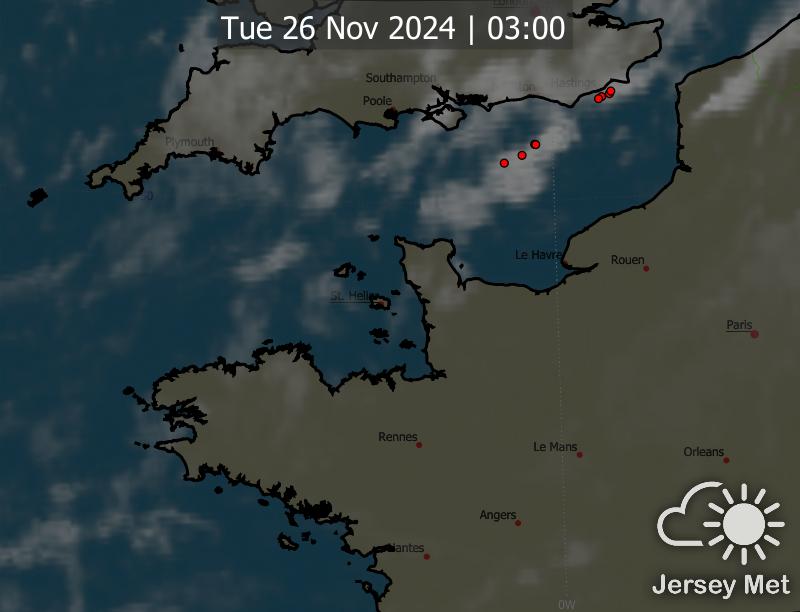 London
Tue 26 Nov 2024 | 03:00
Southampton
Hastings
Poole
Plymouth
Le Havre
Rouen
St. Helier
Paris
Rennes
Le Mans
Orleans
Angers
Nantes
0W
Jersey Met